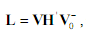 L = VH'V₀⁻ ,